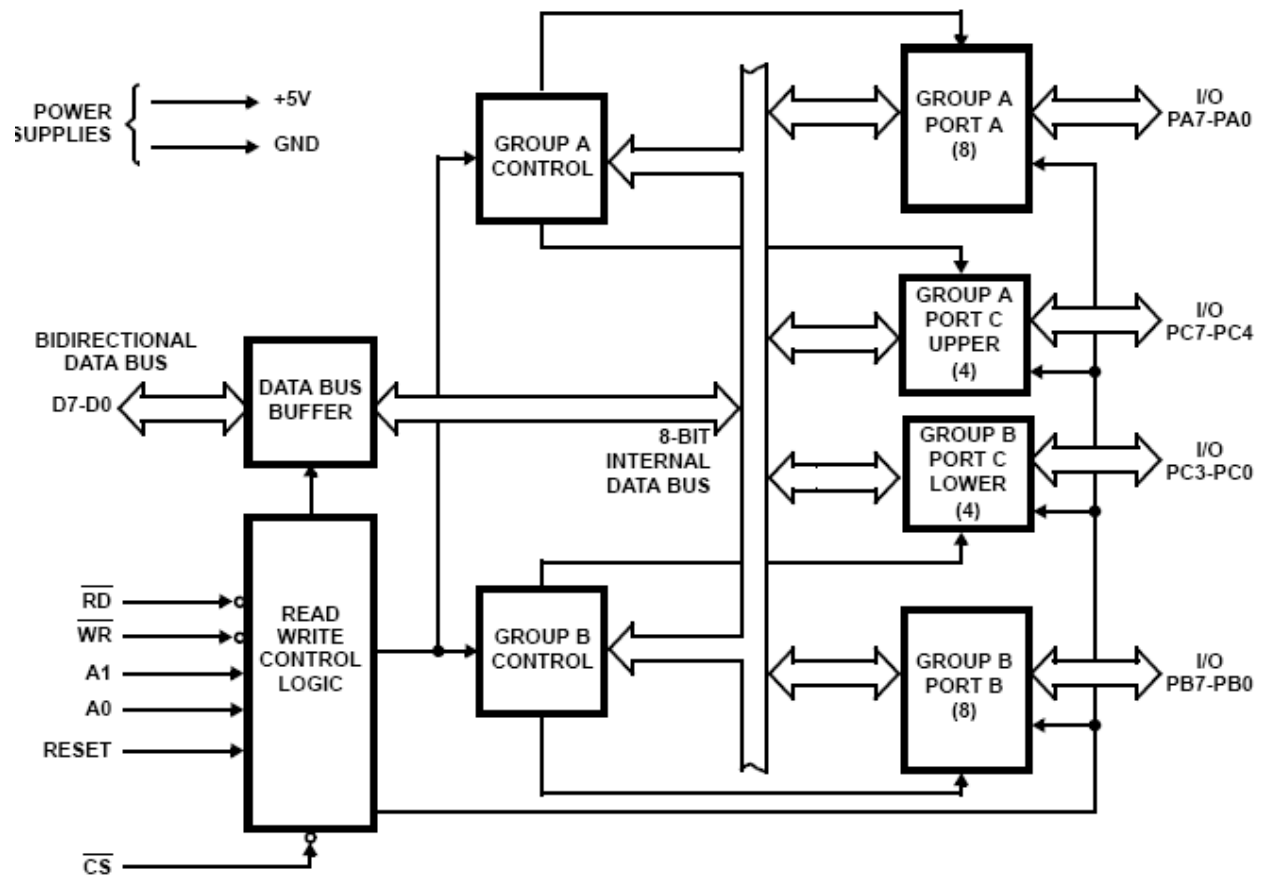 POWER
SUPPLIES
+5V
GND
GROUP A
CONTROL
GROUP A
PORT A
(8)
I/O
PA7-PA0
GROUP A
PORT C
UPPER
(4)
I/O
PC7-PC4
BIDIRECTIONAL
DATA BUS
D7-D0
DATA BUS
BUFFER
8-BIT
INTERNAL
DATA BUS
GROUP B
PORT C
LOWER
(4)
I/O
PC3-PC0
RD
WR
A1
A0
RESET
CS
READ
WRITE
CONTROL
LOGIC
GROUP B
CONTROL
GROUP B
PORT B
(8)
I/O
PB7-PB0